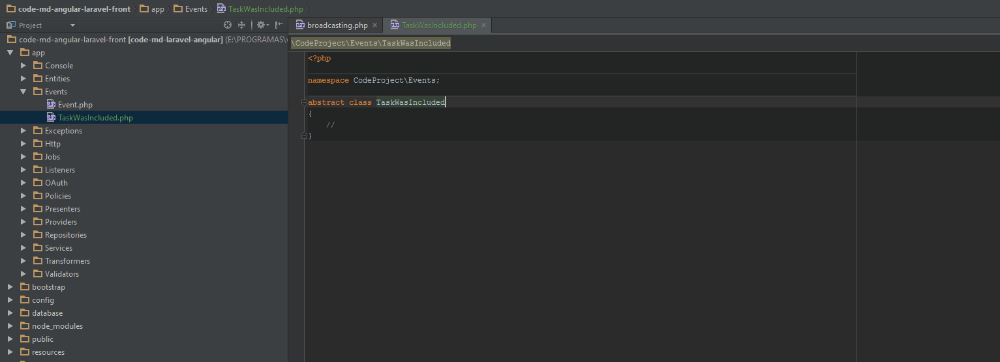 code-md-angular-laravel-front app Events TaskWasIncluded.php
Project
broadcasting.php TaskWasIncluded.php
code-md-angular-laravel-front [code-md-laravel-angular] (E:\PROGRAMAS\
\CodeProject\Events\TaskWasIncluded
app
Console
Entities
Events
Event.php
TaskWasIncluded.php
Exceptions
Http
Jobs
Listeners
OAuth
Policies
Presenters
Providers
Repositories
Services
Transformers
Validators
bootstrap
config
database
node_modules
public
resources
<?php
namespace CodeProject\Events;
abstract class TaskWasIncluded
{
//
}